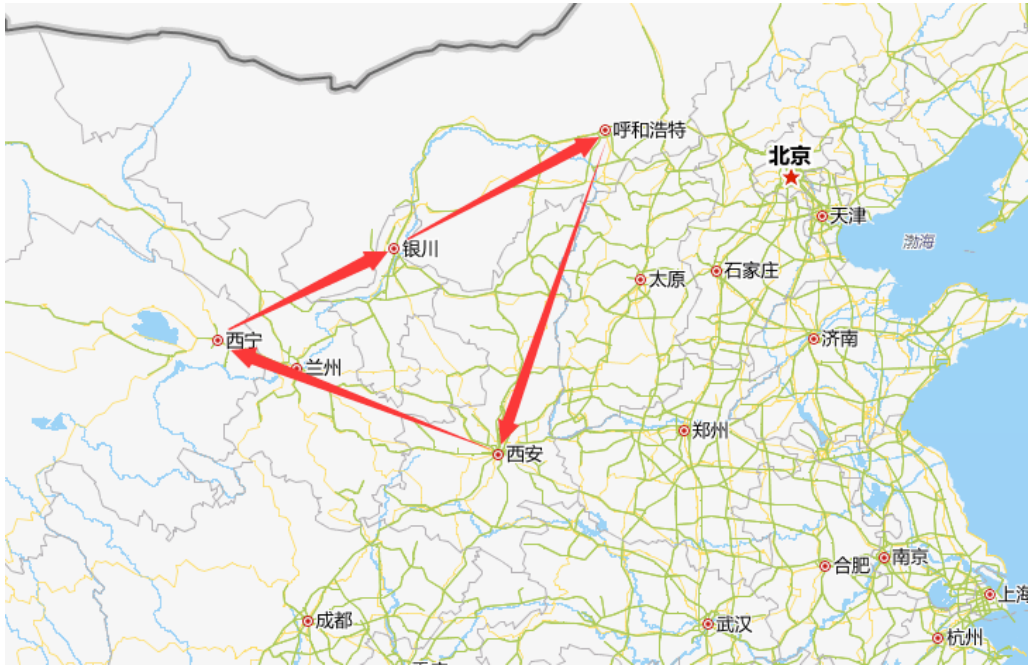 呼和浩特
北京
天津
渤海
银川
太原
石家庄
西宁
济南
兰州
郑州
西安
南京
合肥
上海
成都
武汉
杭州